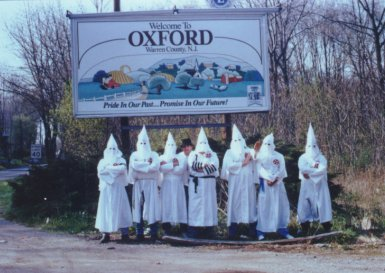 Welcome To
OXFORD
Warren County, N.J.
Pride In Our Past... Promise In Our Future!